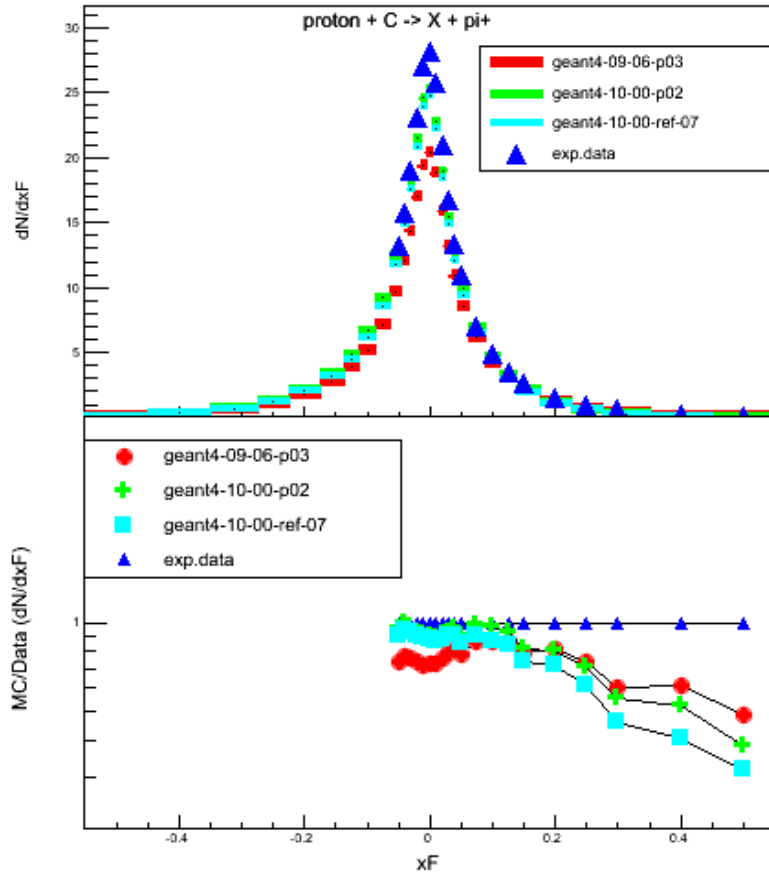 proton + C -> X + pi+
30
25
20
15
10
5
dN/dxF
geant4-09-06-p03
geant4-10-00-p02
geant4-10-00-ref-07
exp.data
geant4-09-06-p03
geant4-10-00-p02
geant4-10-00-ref-07
exp.data
1
MC/Data (dN/dxF)
-0.4
-0.2
0
0.2
0.4
xF